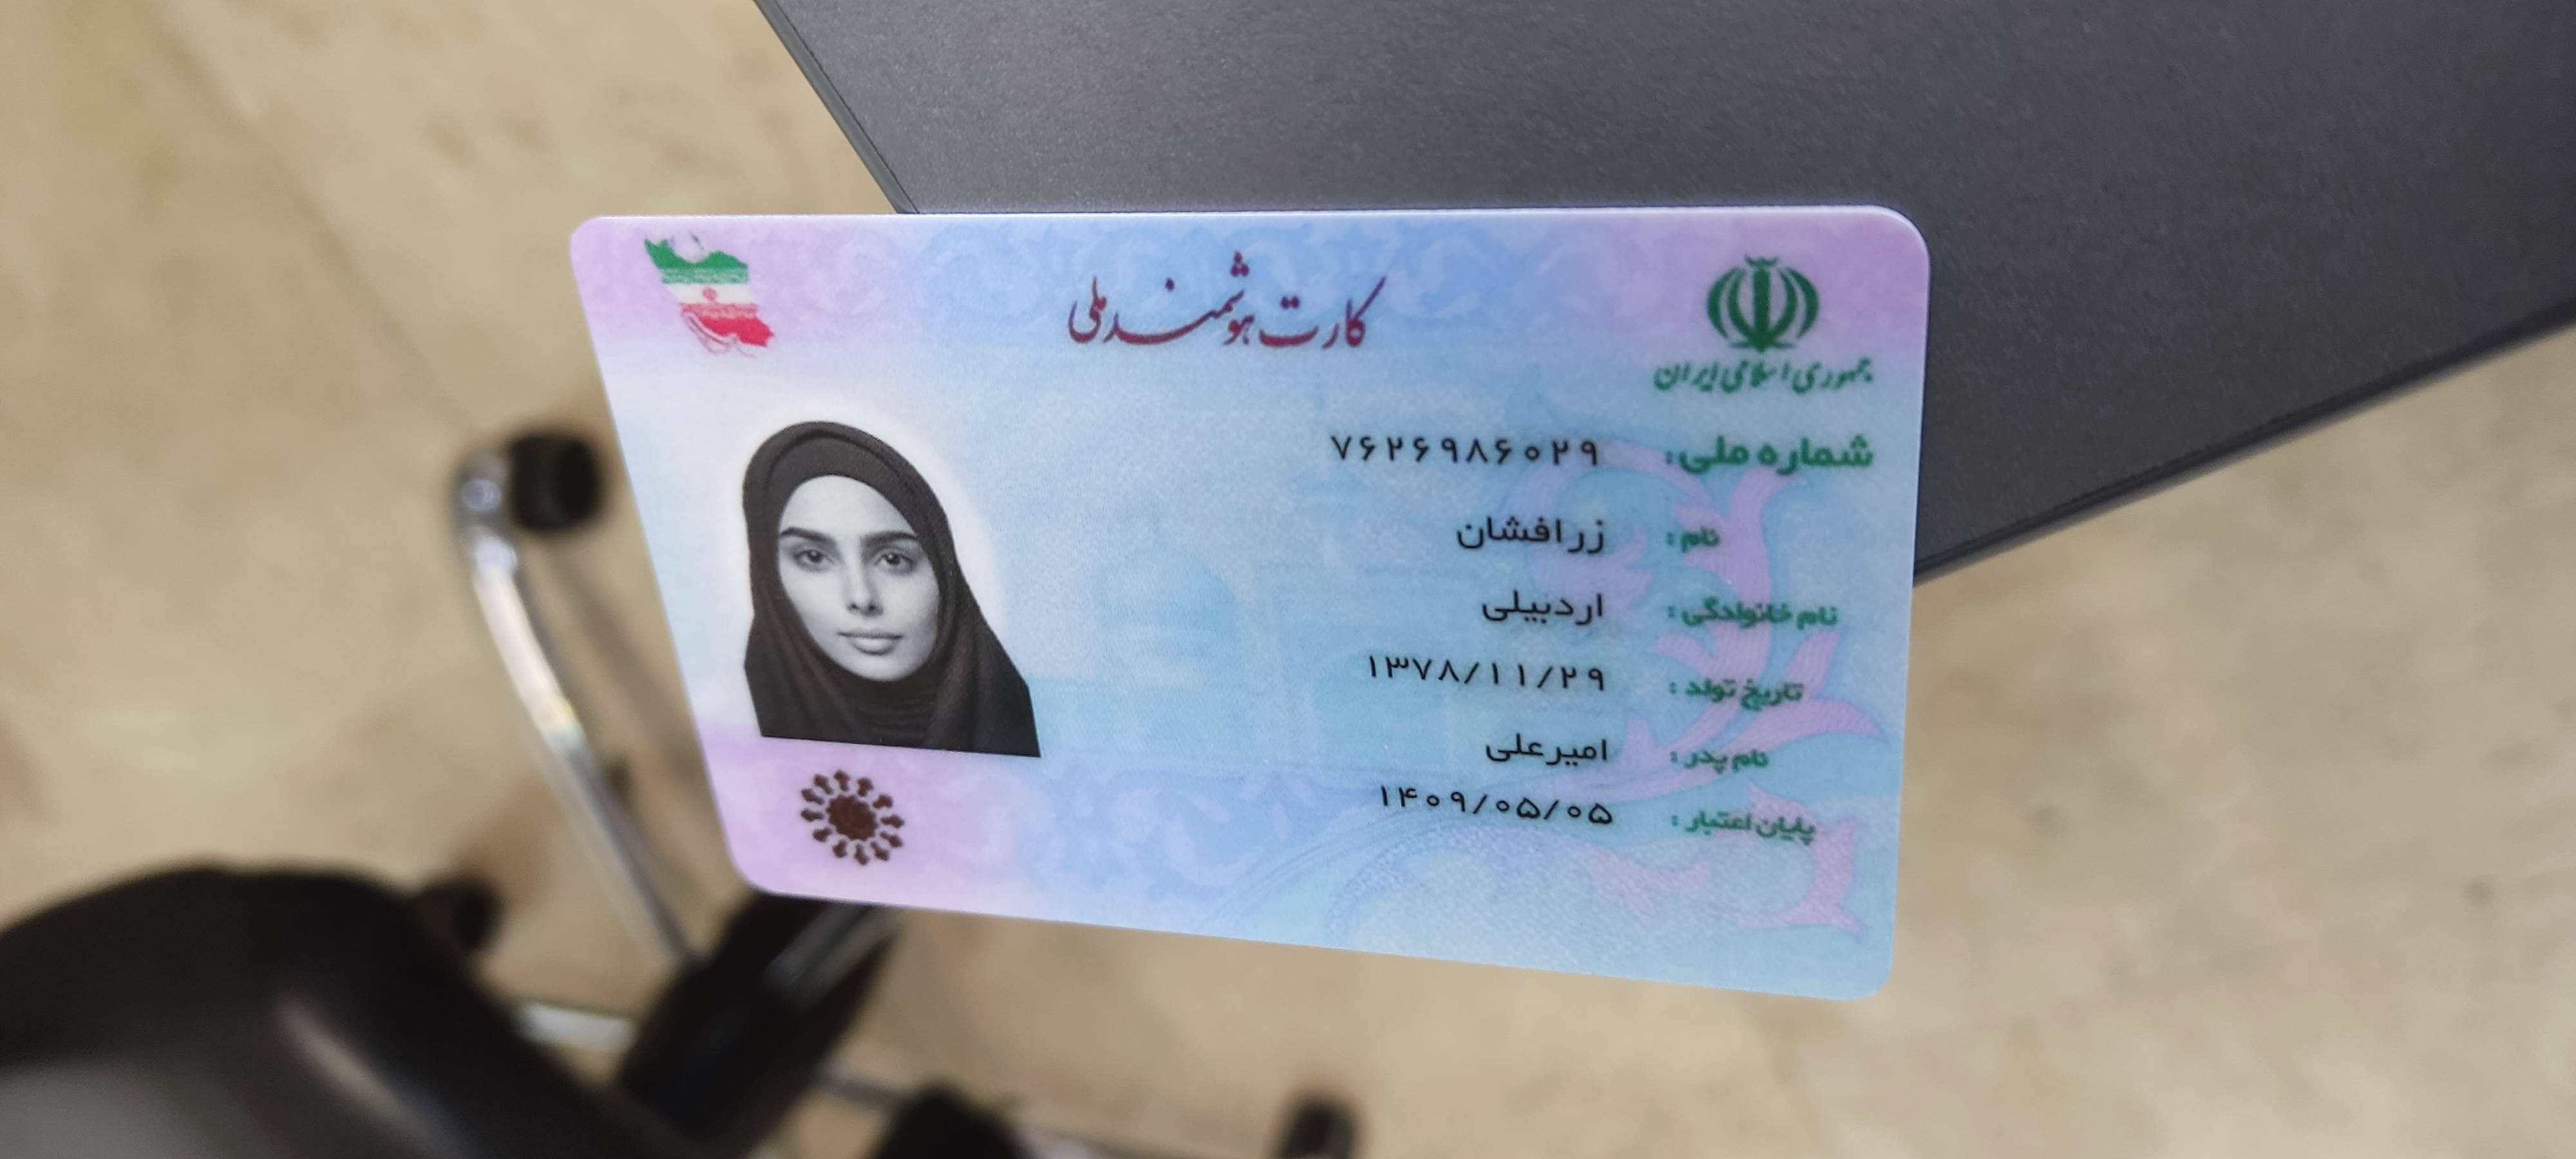 کارت هوشمند ملی
جمهوری اسلامی ایران
شماره ملی: ۷۶۲۶۹۸۶۰۲۹
نام: زرافشان
نام خانوادگی: اردبیلی
تاریخ تولد: ۱۳۷۸/۱۱/۲۹
نام پدر: امیرعلی
پایان اعتبار: ۱۴۰۹/۰۵/۰۵